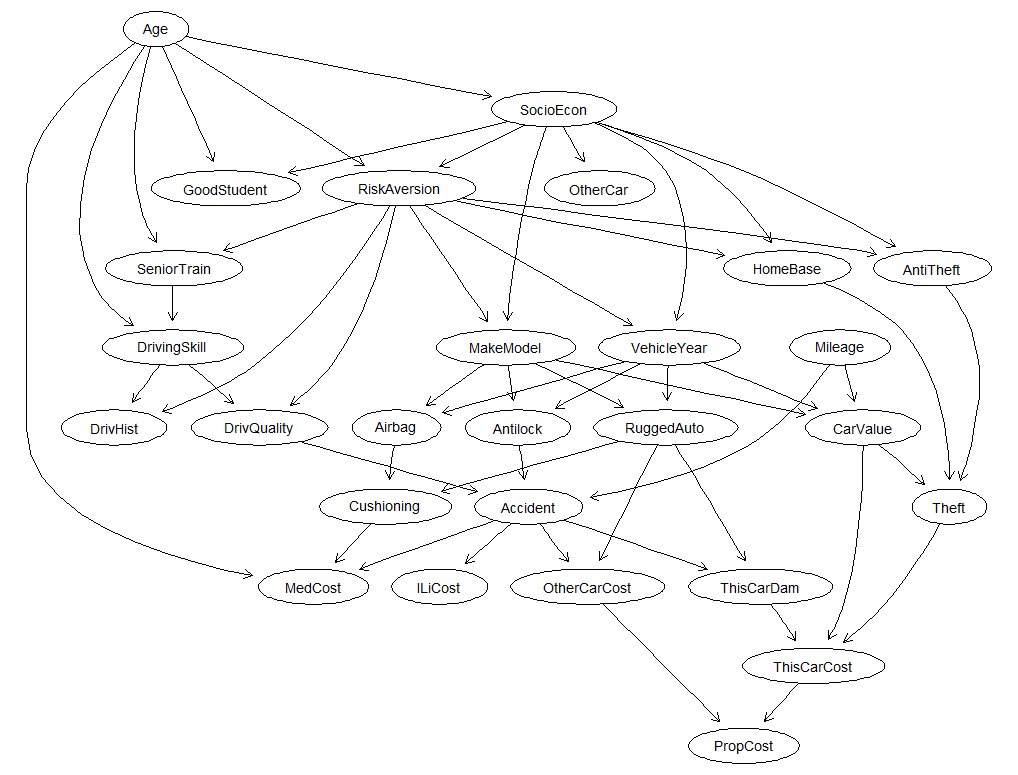 Age
SocioEcon
GoodStudent
RiskAversion
OtherCar
SeniorTrain
HomeBase
AntiTheft
DrivingSkill
MakeModel
VehicleYear
Mileage
DrivHist
DrivQuality
Airbag
Antilock
RuggedAuto
CarValue
Cushioning
Accident
Theft
MedCost
ILiCost
OtherCarCost
ThisCarDam
ThisCarCost
PropCost